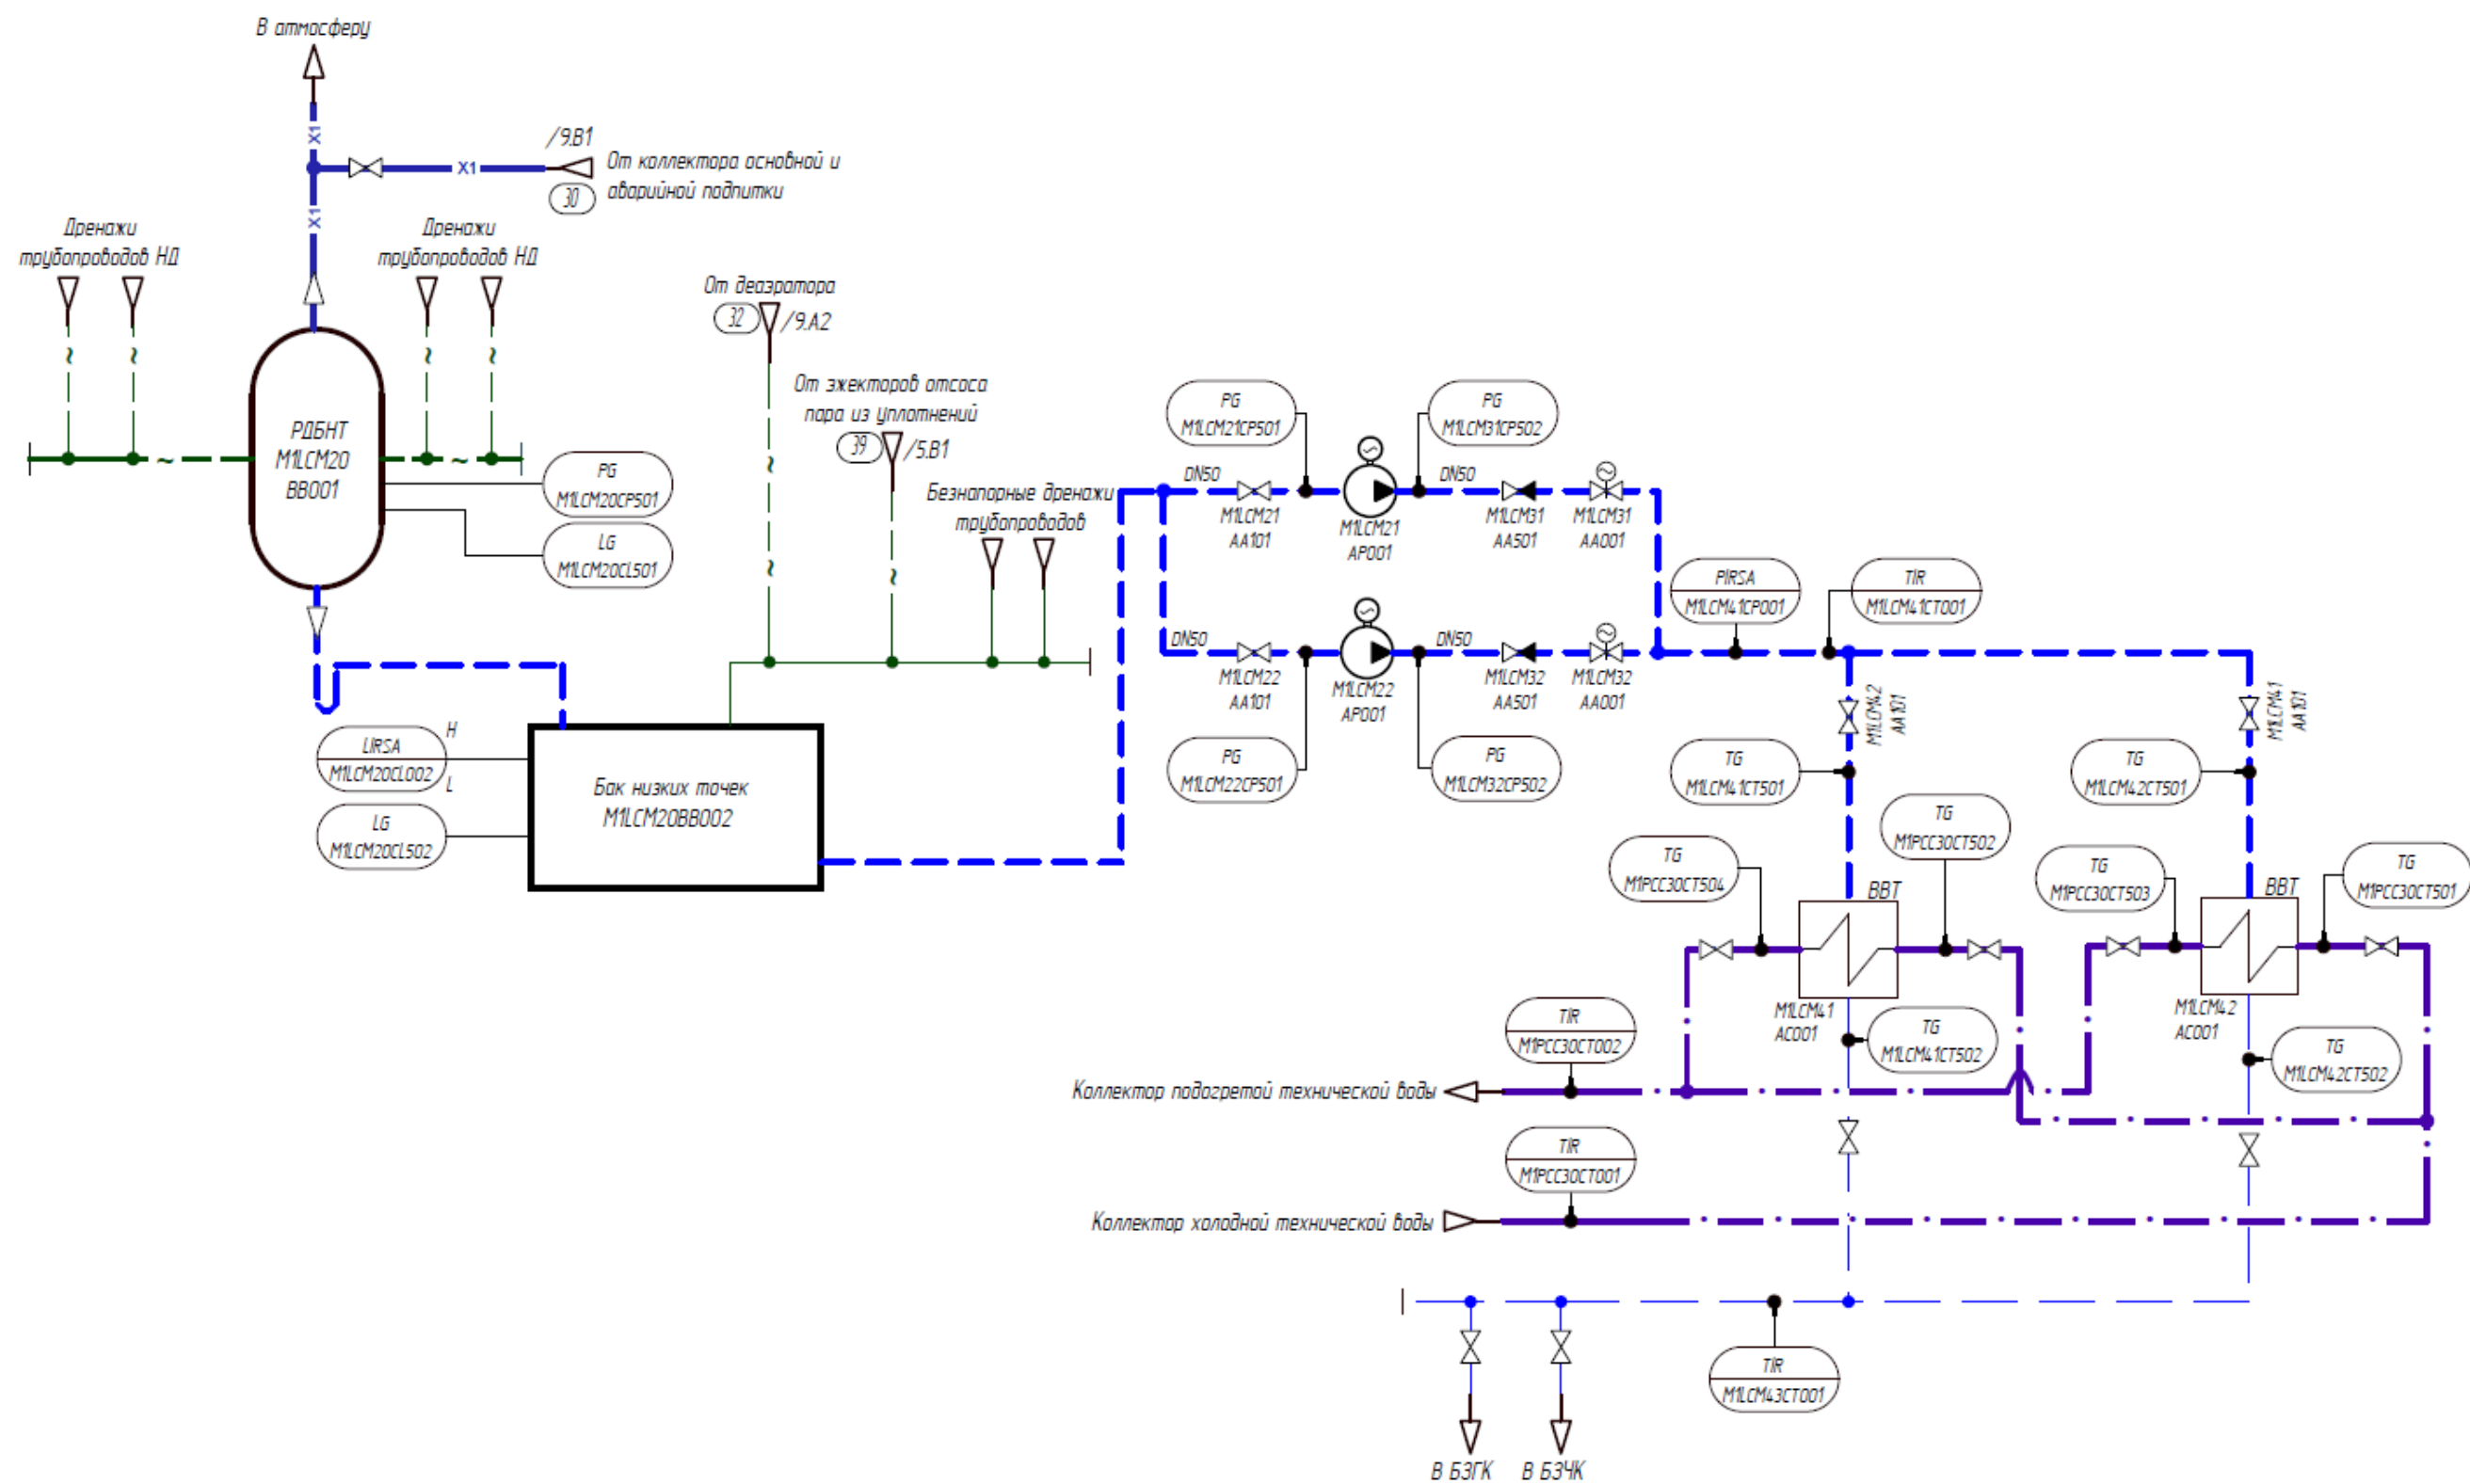 В атмосферу
X1
/9.В1
От коллектора основной и
аварийной подпитки
X1
30
X1
Дренажи
трубопроводов НД
Дренажи
трубопроводов НД
РДБНТ
M1LCM20
BB001
PG
M1LCM20CP501
LG
M1LCM20CL501
От деаэратора
32
/9.А2
От эжекторов отсоса
пара из уплотнений
39
/5.В1
Безнапорные дренажи
трубопроводов
LIRSA
M1LCM20CL002
H
L
LG
M1LCM20CL502
Бак низких точек
M1LCM20BB002
PG
M1LCM21CP501
PG
M1LCM31CP502
DN50
DN50
M1LCM21
AA101
M1LCM21
AP001
M1LCM31
AA501
M1LCM31
AA001
DN50
DN50
M1LCM22
AA101
M1LCM22
AP001
M1LCM32
AA501
M1LCM32
AA001
PG
M1LCM22CP501
PG
M1LCM32CP502
PIRSA
M1LCM41CP001
TIR
M1LCM41CT001
M1LCM42
AA101
M1LCM41
AA101
TG
M1LCM41CT501
TG
M1LCM42CT501
TG
M1PCC30CT504
TG
M1PCC30CT502
TG
M1PCC30CT503
TG
M1PCC30CT501
ВВТ
ВВТ
M1LCM41
AC001
M1LCM42
AC001
TG
M1LCM41CT502
TG
M1LCM42CT502
TIR
M1PCC30CT002
Коллектор подогретой технической воды
TIR
M1PCC30CT001
Коллектор холодной технической воды
TIR
M1LCM43CT001
В БЗГК
В БЗЧК